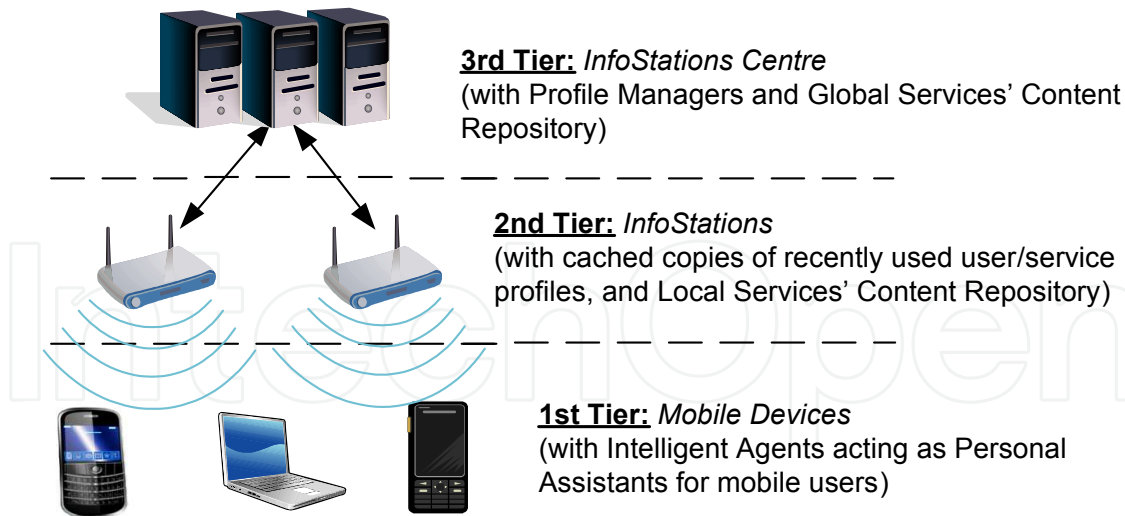 3rd Tier: InfoStations Centre
(with Profile Managers and Global Services’ Content
Repository)
2nd Tier: InfoStations
(with cached copies of recently used user/service
profiles, and Local Services’ Content Repository)
IntechOpen
1st Tier: Mobile Devices
(with Intelligent Agents acting as Personal
Assistants for mobile users)